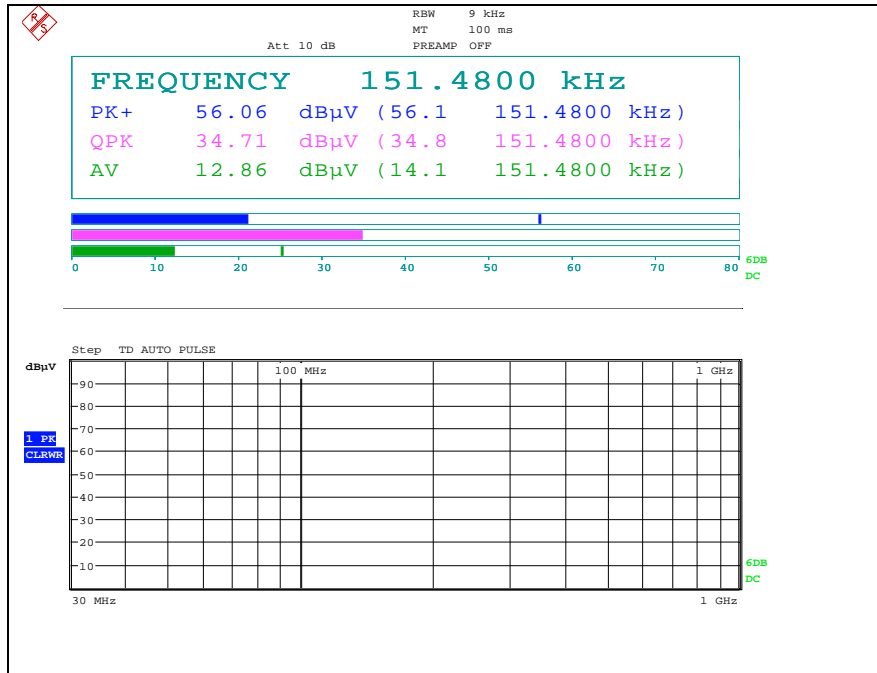 R S
RBW 9 kHz
MT 100 ms
Att 10 dB PREAMP OFF
FREQUENCY 151.4800 kHz
PK+ 56.06 dBµV (56.1 151.4800 kHz)
QPK 34.71 dBµV (34.8 151.4800 kHz)
AV 12.86 dBµV (14.1 151.4800 kHz)
0 10 20 30 40 50 60 70 80
6DB
DC
Step TD AUTO PULSE
dBµV
100 MHz 1 GHz
90
80
70
1 PK
CLRWR
60
50
40
30
20
10
6DB
DC
30 MHz 1 GHz